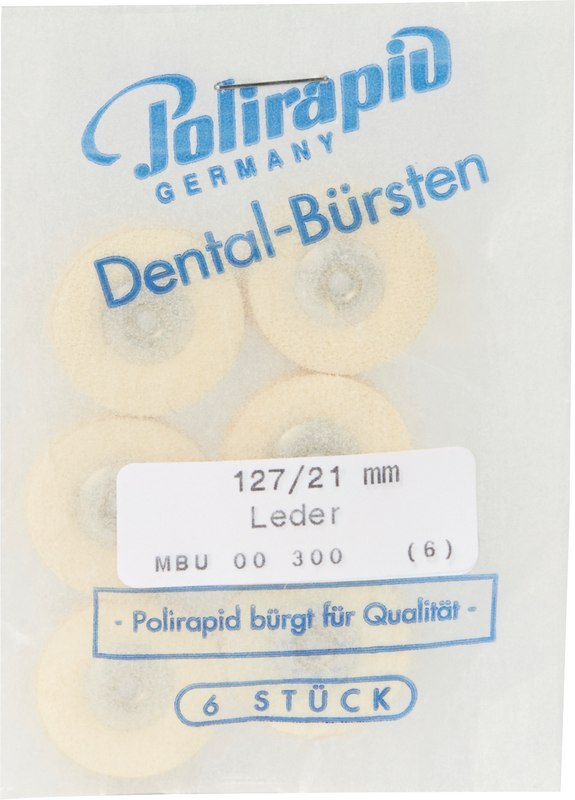 Polirapid
GERMANY
Dental-Bürsten
127/21 mm
Leder
MBU 00 300 (6)
- Polirapid bürgt für Qualität -
6 STÜCK